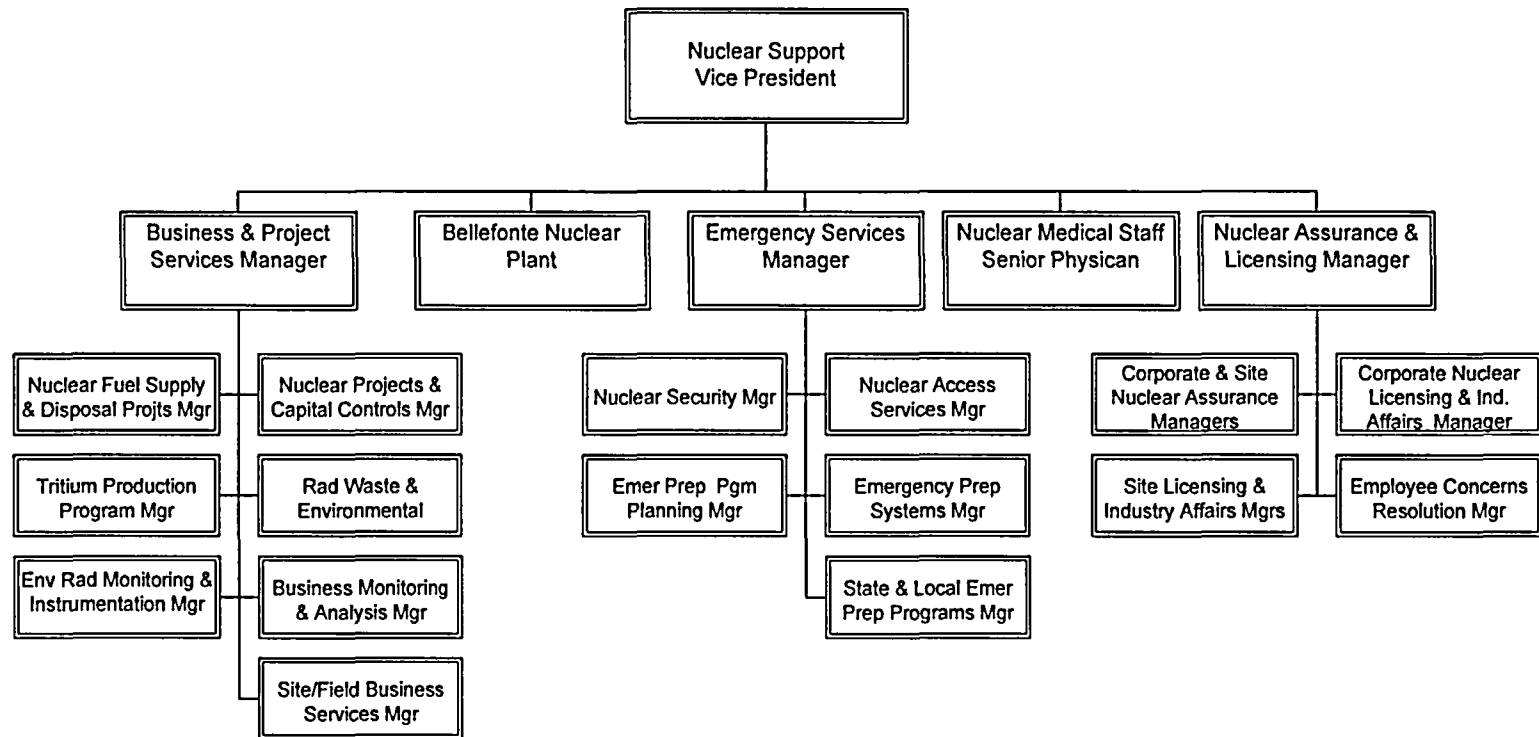 Nuclear Support
Vice President
Business & Project
Services Manager
Bellefonte Nuclear
Plant
Emergency Services
Manager
Nuclear Medical Staff
Senior Physican
Nuclear Assurance &
Licensing Manager
Nuclear Fuel Supply
& Disposal Projts Mgr
Nuclear Projects &
Capital Controls Mgr
Tritium Production
Program Mgr
Rad Waste &
Environmental
Env Rad Monitoring &
Instrumentation Mgr
Business Monitoring
& Analysis Mgr
Site/Field Business
Services Mgr
Nuclear Security Mgr
Nuclear Access
Services Mgr
Emer Prep Pgm
Planning Mgr
Emergency Prep
Systems Mgr
State & Local Emer
Prep Programs Mgr
Corporate & Site
Nuclear Assurance
Managers
Corporate Nuclear
Licensing & Ind.
Affairs Manager
Site Licensing &
Industry Affairs Mgrs
Employee Concerns
Resolution Mgr